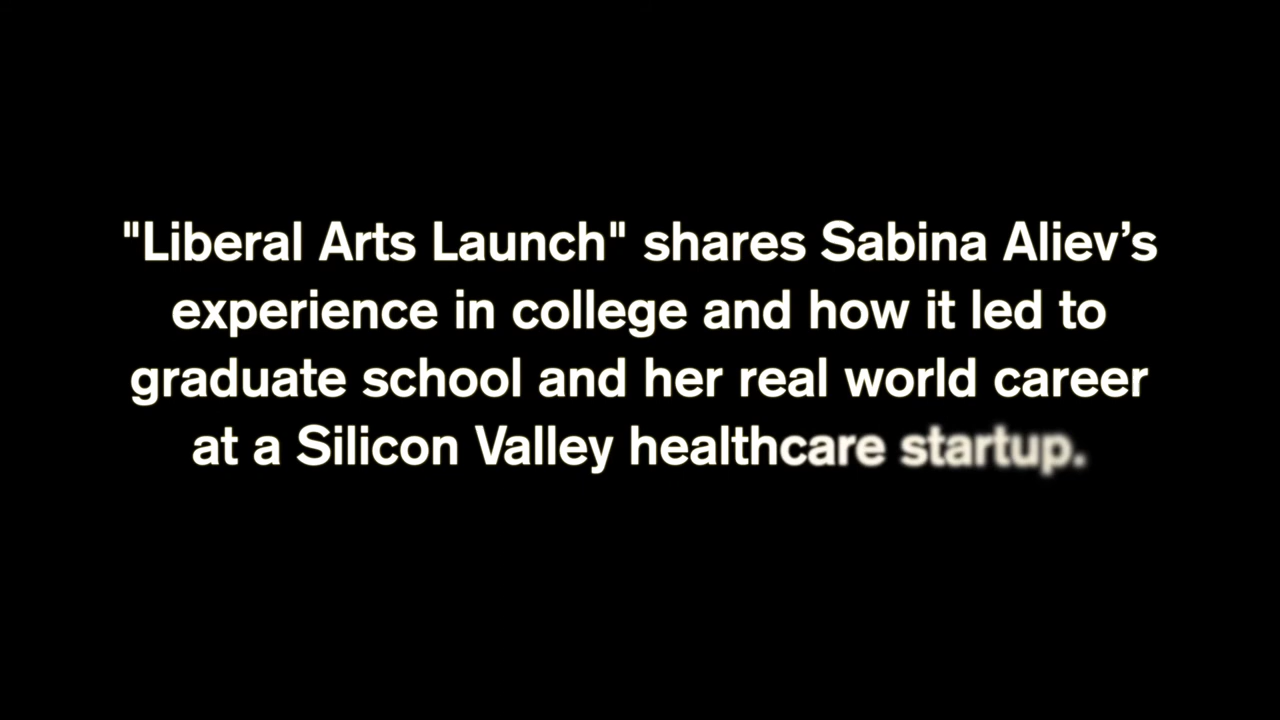 "Liberal Arts Launch" shares Sabina Aliev’s
experience in college and how it led to
graduate school and her real world career
at a Silicon Valley healthcare startup.